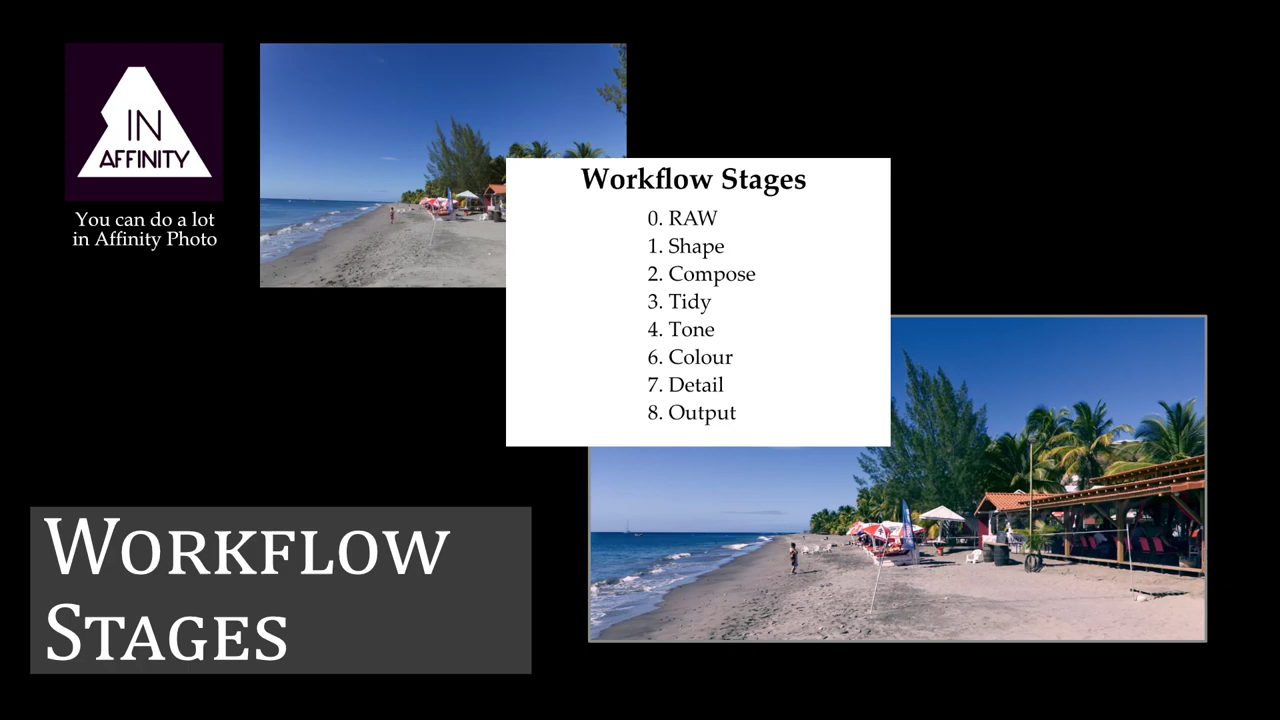 IN
AFFINITY
You can do a lot
in Affinity Photo
Workflow Stages
0. RAW
1. Shape
2. Compose
3. Tidy
4. Tone
6. Colour
7. Detail
8. Output
WORKFLOW
STAGES